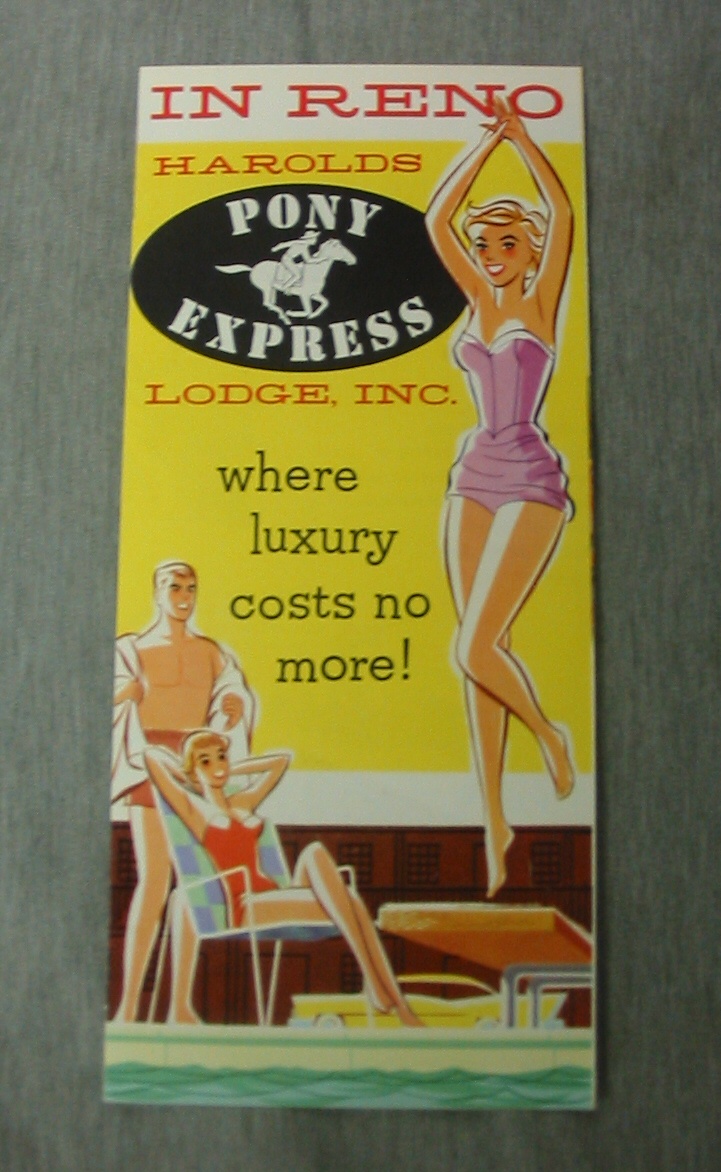 IN RENO
HAROLDS
PONY
EXPRESS
LODGE, INC.
where
luxury
costs no
more!